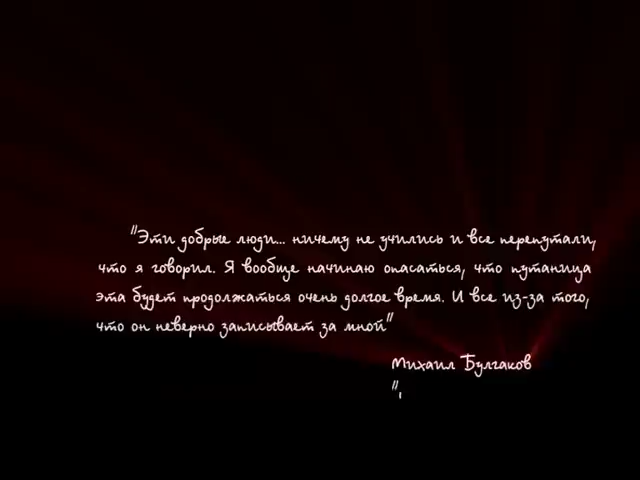 "Эти добрые люди... ничему не учились и все перепутали,
что я говорил. Я вообще начинаю опасаться, что путаница
эта будет продолжаться очень долгое время. И все из-за того,
что он неверно записывает за мной"
Михаил Булгаков
",